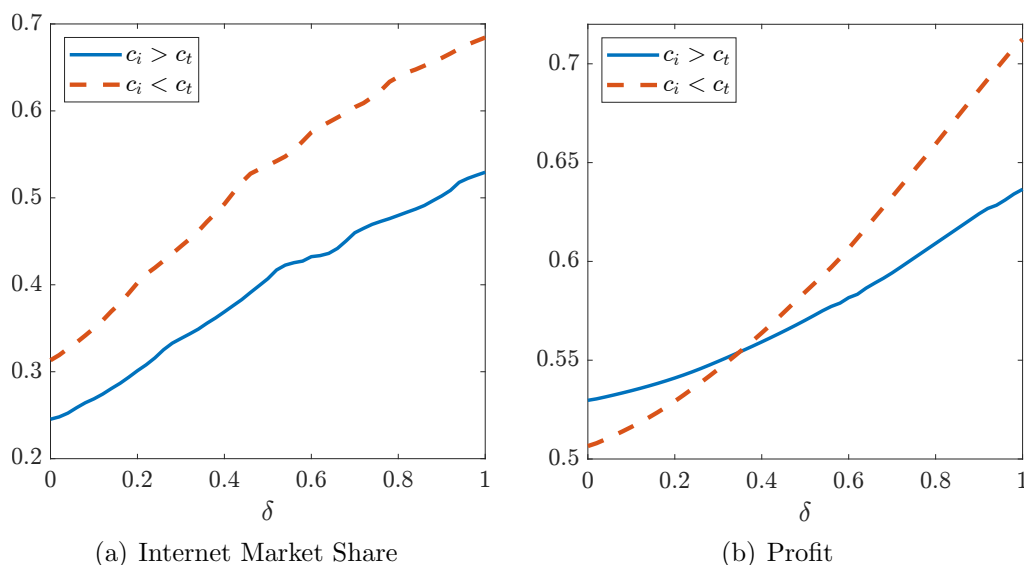 0.7
0.6
0.5
0.4
0.3
0.2
c_i > c_t
c_i < c_t
0 0.2 0.4 0.6 0.8 1
δ
(a) Internet Market Share
0.7
0.65
0.6
0.55
0.5
c_i > c_t
c_i < c_t
0 0.2 0.4 0.6 0.8 1
δ
(b) Profit